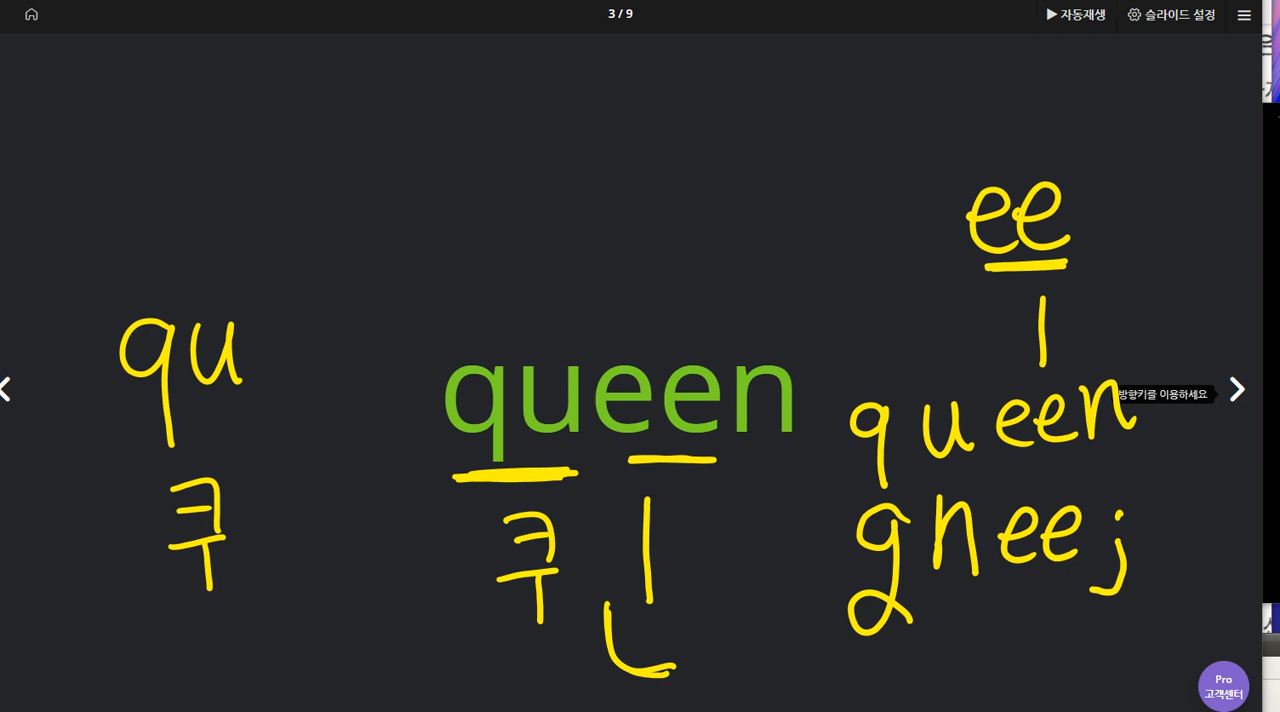 3 / 9
▶ 자동재생
슬라이드 설정
ee
ㅣ
qu
쿠
queen
쿠
ㅣ
ㄴ
queen
방향키를 이용하세요
gheej
Pro
고객센터